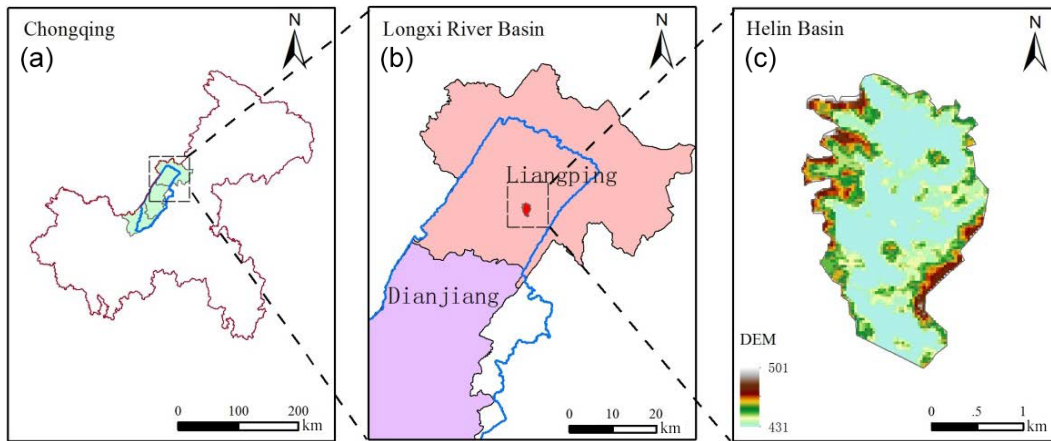 Chongqing
N
(a)
0 100 200
km
Longxi River Basin
N
(b)
Liangping
Dianjiang
0 10 20
km
Helin Basin
N
(c)
DEM
501
431
0 .5 1
km